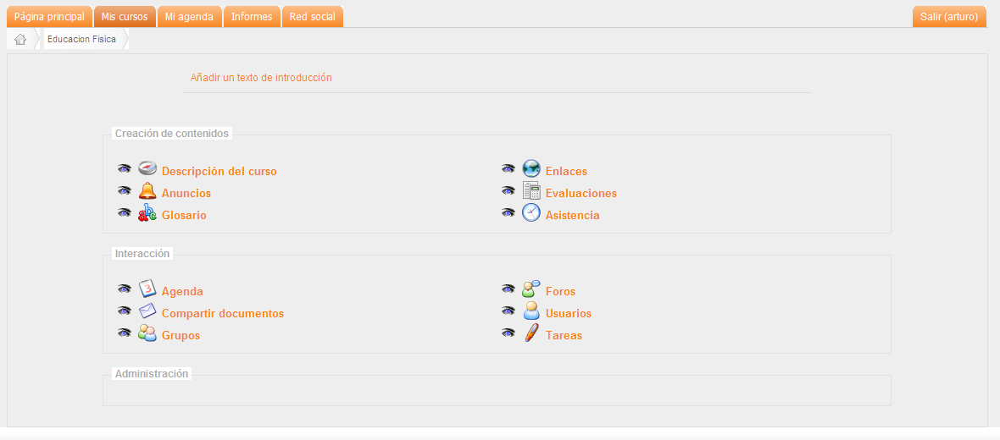 Página principal Mis cursos Mi agenda Informes Red social Salir (arturo)
Educacion Fisica
Añadir un texto de introducción
Creación de contenidos
Descripción del curso Enlaces
Anuncios Evaluaciones
Glosario Asistencia
Interacción
Agenda Foros
Compartir documentos Usuarios
Grupos Tareas
Administración